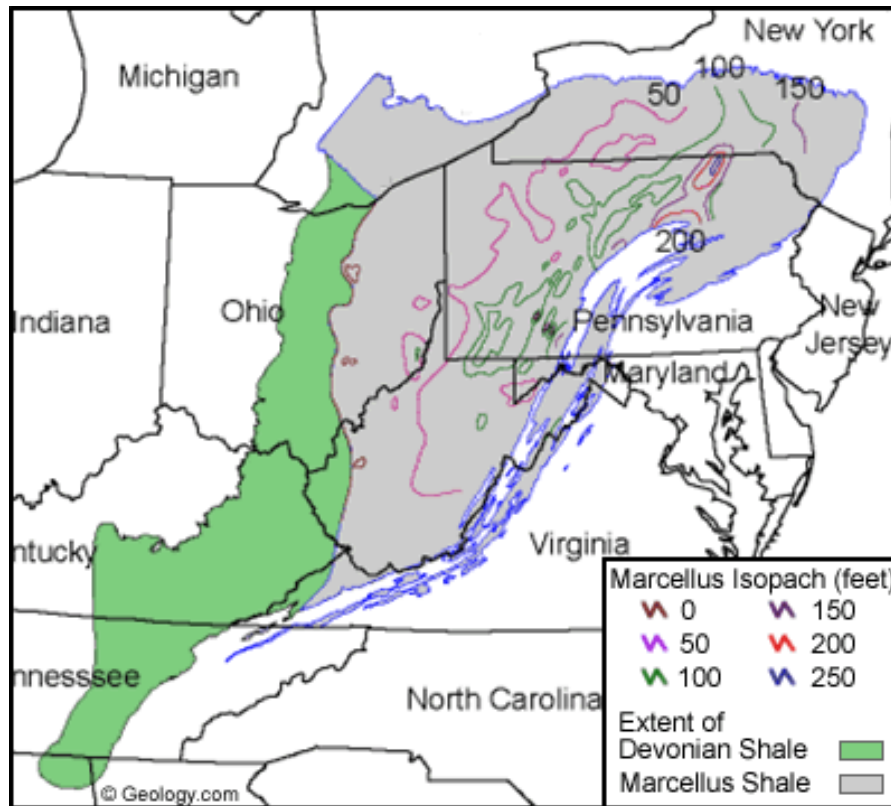 New York
Michigan
100
50
150
200
Indiana
Ohio
Pennsylvania
New
Jersey
Maryland
ntucky
Virginia
nnesssee
North Carolina
Marcellus Isopach (feet)
0
150
50
200
100
250
Extent of
Devonian Shale
Marcellus Shale
© Geology.com